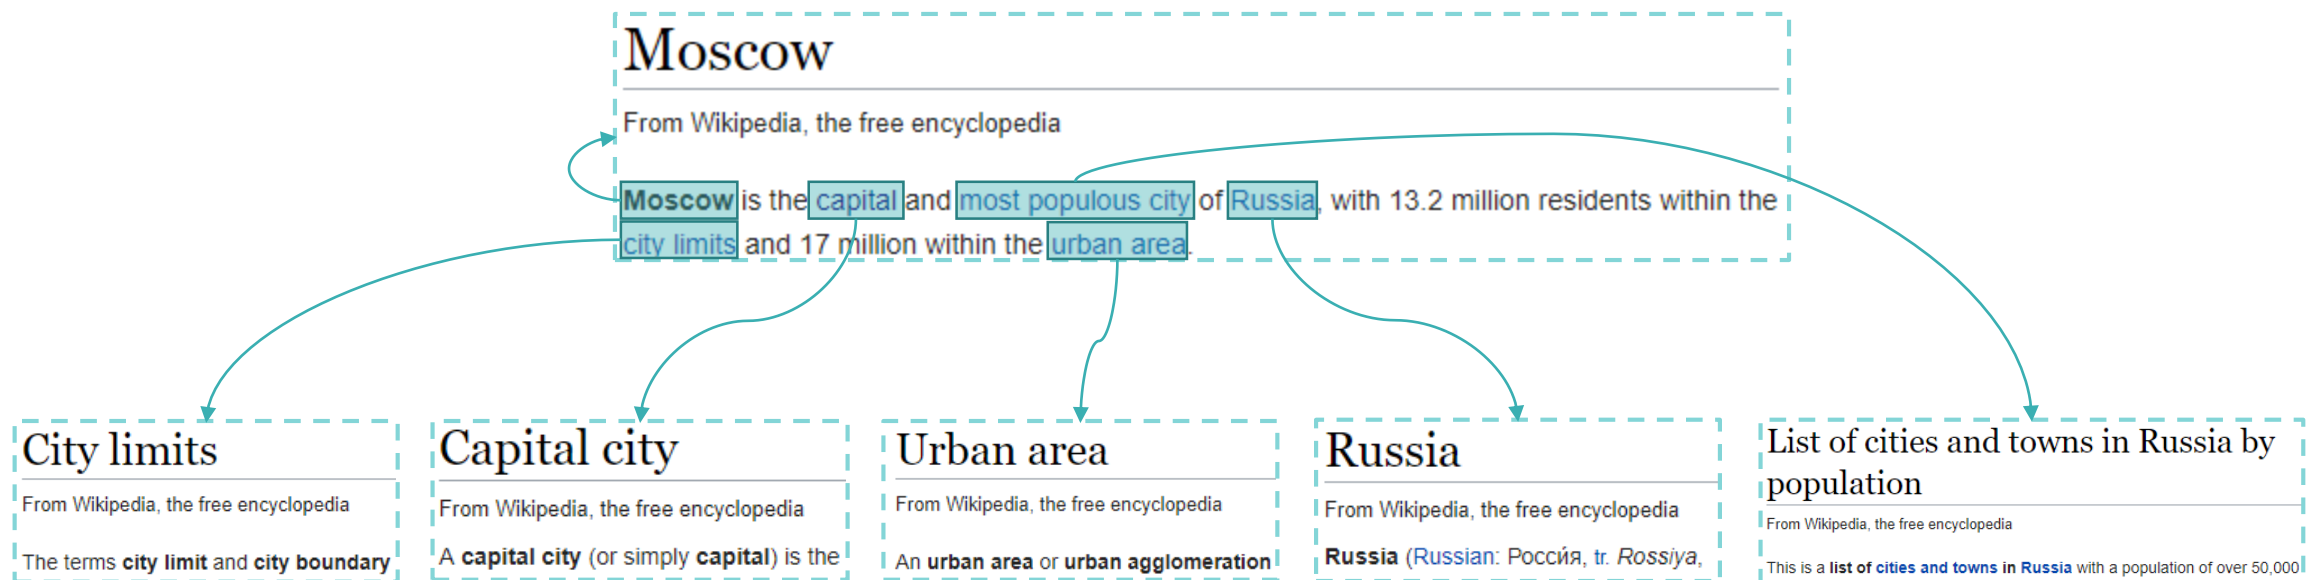 Moscow
From Wikipedia, the free encyclopedia
Moscow is the capital and most populous city of Russia, with 13.2 million residents within the
city limits and 17 million within the urban area.
City limits
From Wikipedia, the free encyclopedia
The terms city limit and city boundary
Capital city
From Wikipedia, the free encyclopedia
A capital city (or simply capital) is the
Urban area
From Wikipedia, the free encyclopedia
An urban area or urban agglomeration
Russia
From Wikipedia, the free encyclopedia
Russia (Russian: Росси́я, tr. Rossiya,
List of cities and towns in Russia by
population
From Wikipedia, the free encyclopedia
This is a list of cities and towns in Russia with a population of over 50,000